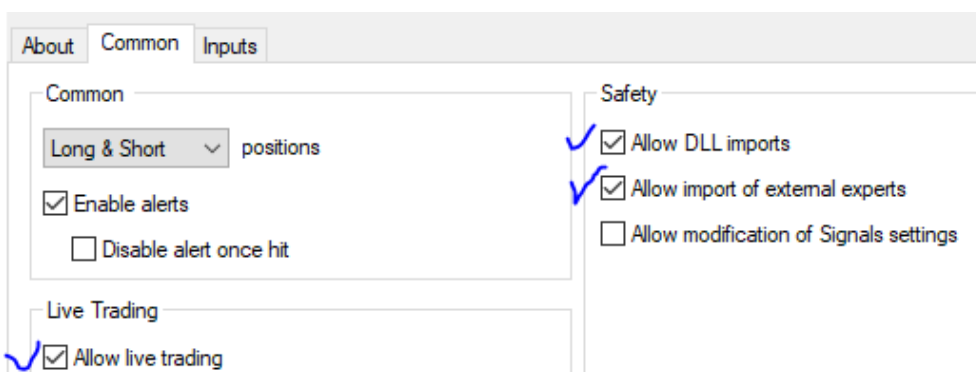 About Common Inputs
Common
Long & Short positions
Enable alerts
Disable alert once hit
Live Trading
Allow live trading
Safety
Allow DLL imports
Allow import of external experts
Allow modification of Signals settings